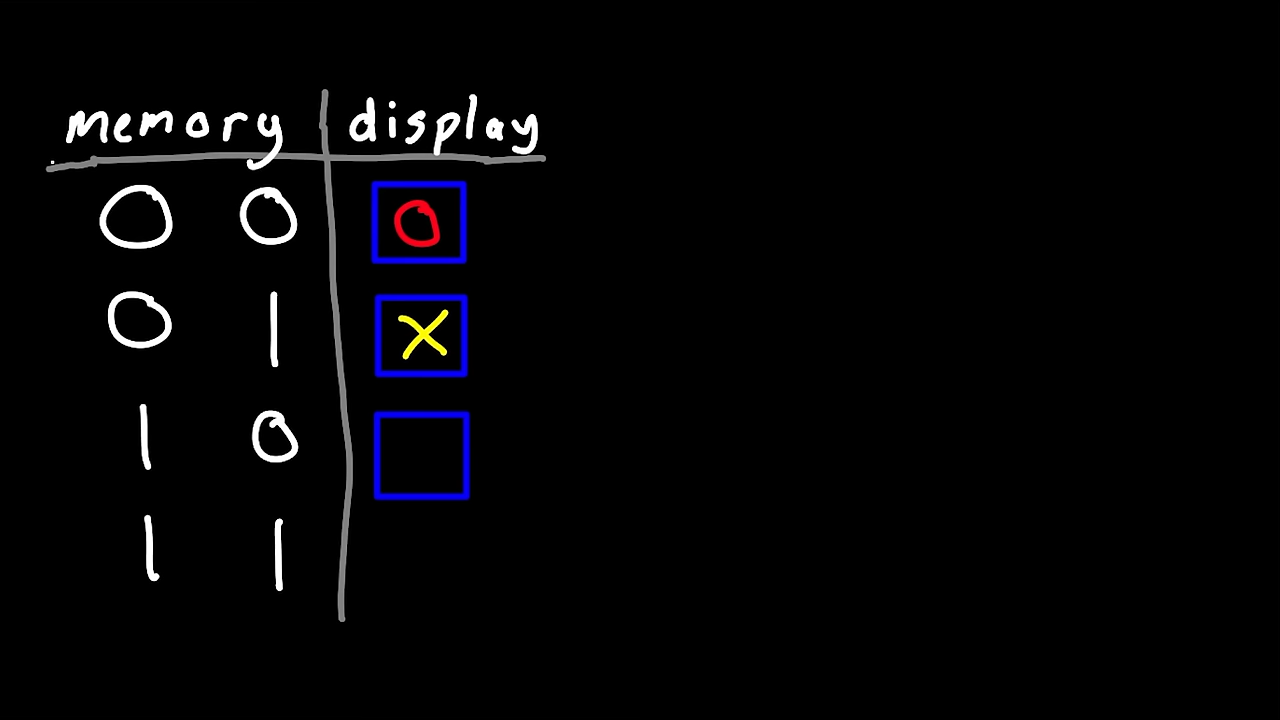 memory display
0 0 O
0 1 X
1 0
1 1